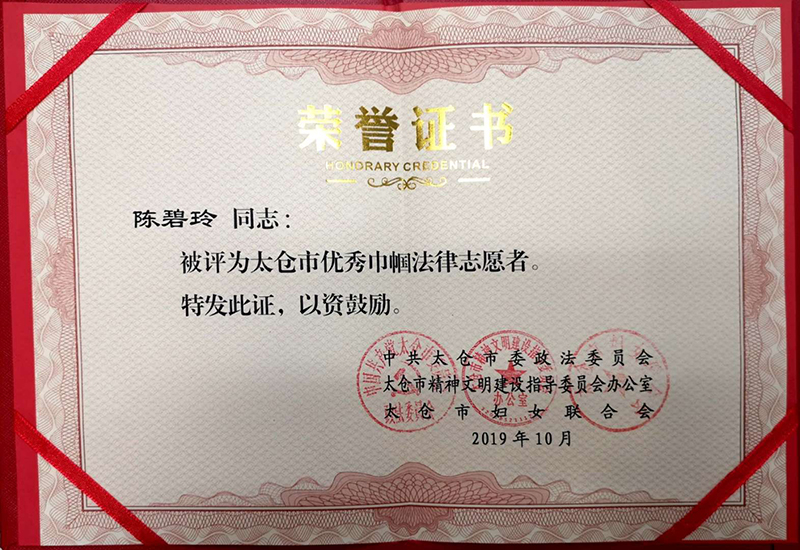 荣誉证书
HONORARY CREDENTIAL
陈碧玲 同志：
被评为太仓市优秀巾帼法律志愿者。
特发此证，以资鼓励。
中共太仓市委政法委员会
太仓市精神文明建设指导委员会办公室
太仓市妇女联合会
2019年10月